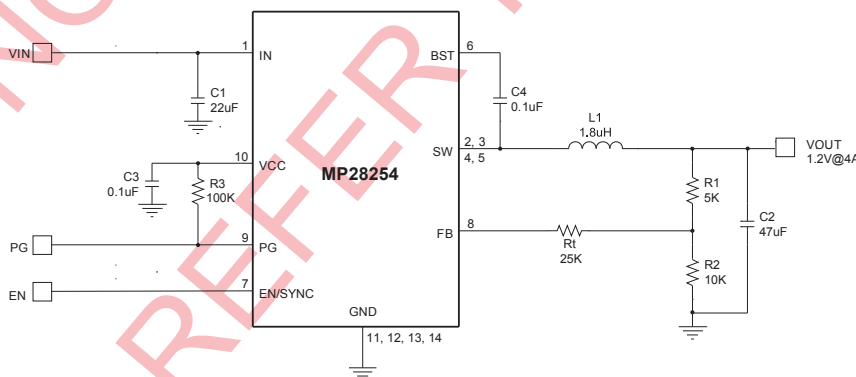 VIN
1
IN
C1
22uF
BST
6
C4
0.1uF
L1
1.8uH
SW
2, 3
4, 5
VOUT
1.2V@4A
C3
0.1uF
10
VCC
R3
100K
MP28254
R1
5K
C2
47uF
PG
9
PG
FB
8
Rt
25K
R2
10K
EN
7
EN/SYNC
GND
11, 12, 13, 14
REFER